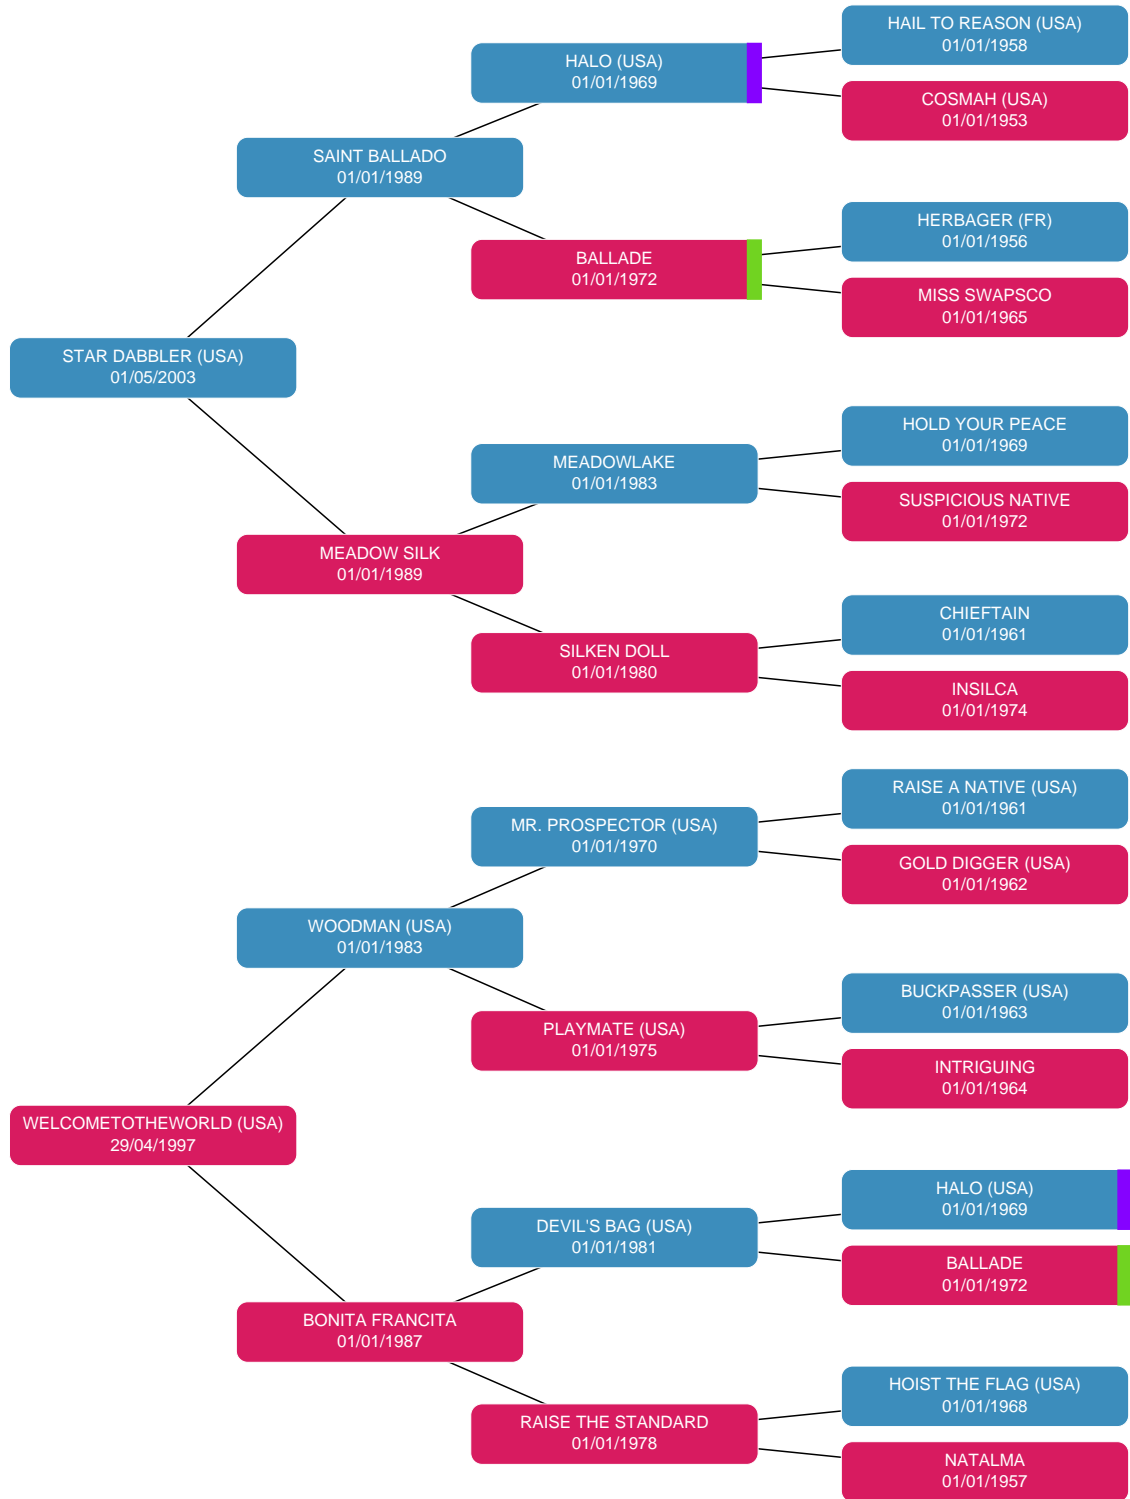 HAIL TO REASON (USA)
01/01/1958
HALO (USA)
01/01/1969
COSMAH (USA)
01/01/1953
SAINT BALLADO
01/01/1989
HERBAGER (FR)
01/01/1956
BALLADE
01/01/1972
MISS SWAPSCO
01/01/1965
STAR DABBLER (USA)
01/05/2003
HOLD YOUR PEACE
01/01/1969
MEADOWLAKE
01/01/1983
SUSPICIOUS NATIVE
01/01/1972
MEADOW SILK
01/01/1989
CHIEFTAIN
01/01/1961
SILKEN DOLL
01/01/1980
INSILCA
01/01/1974
RAISE A NATIVE (USA)
01/01/1961
MR. PROSPECTOR (USA)
01/01/1970
GOLD DIGGER (USA)
01/01/1962
WOODMAN (USA)
01/01/1983
BUCKPASSER (USA)
01/01/1963
PLAYMATE (USA)
01/01/1975
INTRIGUING
01/01/1964
WELCOMETOTHEWORLD (USA)
29/04/1997
HALO (USA)
01/01/1969
DEVIL'S BAG (USA)
01/01/1981
BALLADE
01/01/1972
BONITA FRANCITA
01/01/1987
HOIST THE FLAG (USA)
01/01/1968
RAISE THE STANDARD
01/01/1978
NATALMA
01/01/1957